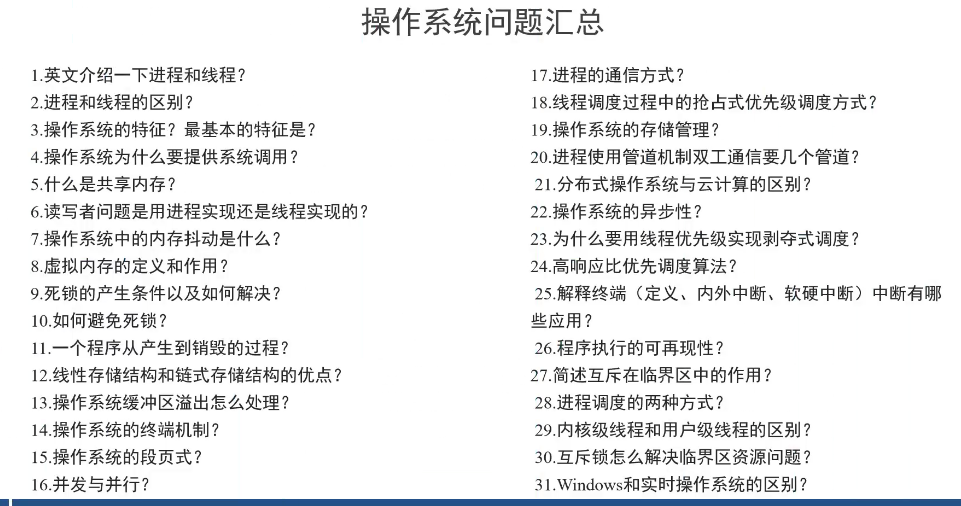 操作系统问题汇总
1.英文介绍一下进程和线程？
2.进程和线程的区别？
3.操作系统的特征？最基本的特征是？
4.操作系统为什么要提供系统调用？
5.什么是共享内存？
6.读写者问题是用进程实现还是线程实现的？
7.操作系统中的内存抖动是什么？
8.虚拟内存的定义和作用？
9.死锁的产生条件以及如何解决？
10.如何避免死锁？
11.一个程序从产生到销毁的过程？
12.线性存储结构和链式存储结构的优点？
13.操作系统缓冲区溢出怎么处理？
14.操作系统的终端机制？
15.操作系统的段页式？
16.并发与并行？
17.进程的通信方式？
18.线程调度过程中的抢占式优先级调度方式？
19.操作系统的存储管理？
20.进程使用管道机制双工通信要几个管道？
21.分布式操作系统与云计算的区别？
22.操作系统的异步性？
23.为什么要用线程优先级实现剥夺式调度？
24.高响应比优先调度算法？
25.解释终端（定义、内外中断、软硬中断）中断有哪
些应用？
26.程序执行的可再现性？
27.简述互斥在临界区中的作用？
28.进程调度的两种方式？
29.内核级线程和用户级线程的区别？
30.互斥锁怎么解决临界区资源问题？
31.Windows和实时操作系统的区别？